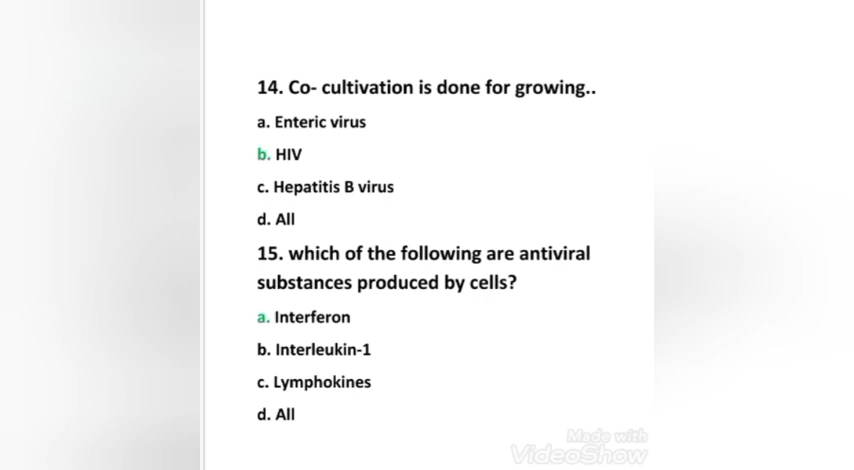 14. Co- cultivation is done for growing..
a. Enteric virus
b. HIV
c. Hepatitis B virus
d. All
15. which of the following are antiviral
substances produced by cells?
a. Interferon
b. Interleukin-1
c. Lymphokines
d. All
Made with
VideoShow